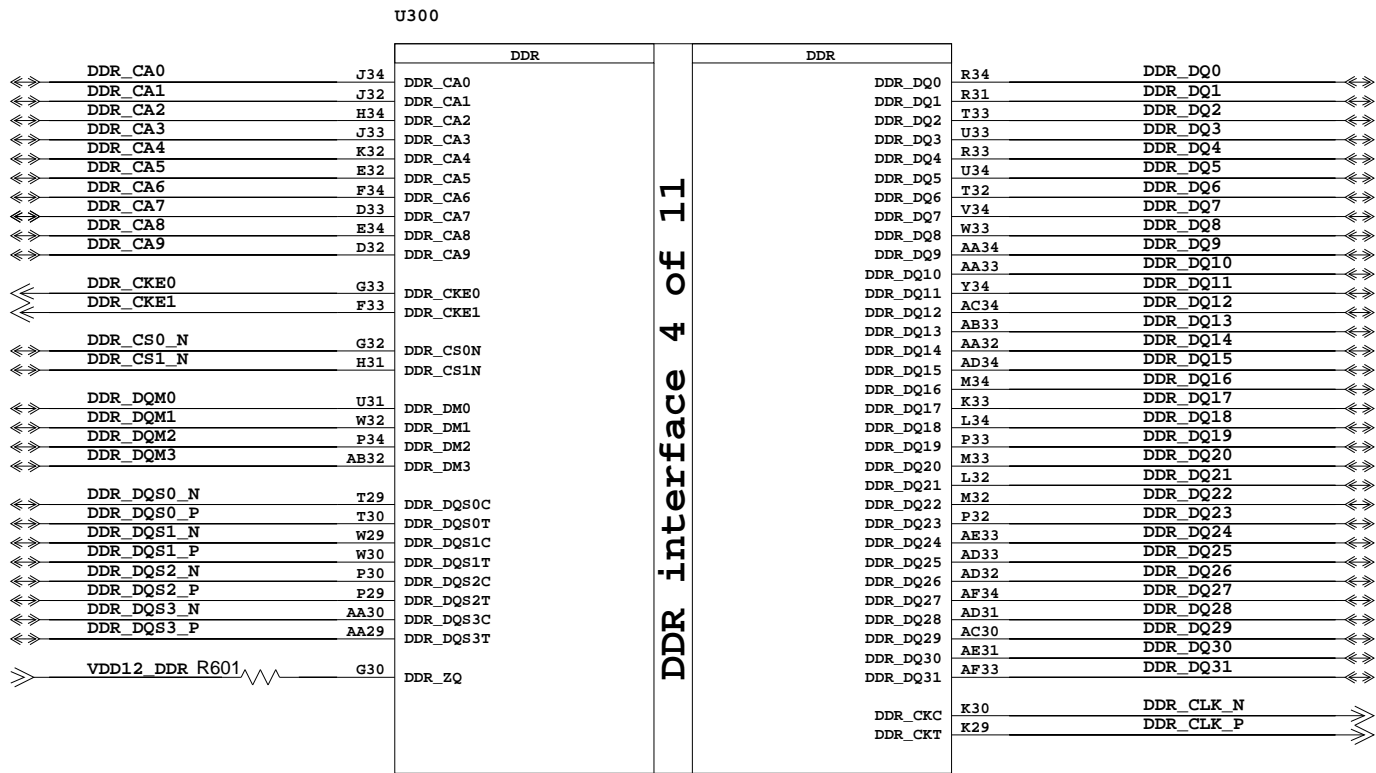 U300
DDR DDR
DDR_CA0 J34 DDR_CA0 DDR_DQ0 R34 DDR_DQ0
DDR_CA1 J32 DDR_CA1 DDR_DQ1 R31 DDR_DQ1
DDR_CA2 H34 DDR_CA2 DDR_DQ2 T33 DDR_DQ2
DDR_CA3 J33 DDR_CA3 DDR_DQ3 U33 DDR_DQ3
DDR_CA4 K32 DDR_CA4 DDR_DQ4 R33 DDR_DQ4
DDR_CA5 E32 DDR_CA5 DDR_DQ5 U34 DDR_DQ5
DDR_CA6 F34 DDR_CA6 DDR_DQ6 T32 DDR_DQ6
DDR_CA7 D33 DDR_CA7 DDR_DQ7 V34 DDR_DQ7
DDR_CA8 E34 DDR_CA8 DDR_DQ8 W33 DDR_DQ8
DDR_CA9 D32 DDR_CA9 DDR_DQ9 AA34 DDR_DQ9
DDR_DQ10 AA33 DDR_DQ10
DDR_CKE0 G33 DDR_CKE0 DDR_DQ11 Y34 DDR_DQ11
DDR_CKE1 F33 DDR_CKE1 DDR_DQ12 AC34 DDR_DQ12
DDR_DQ13 AB33 DDR_DQ13
DDR_CS0_N G32 DDR_CS0N DDR_DQ14 AA32 DDR_DQ14
DDR_CS1_N H31 DDR_CS1N DDR_DQ15 AD34 DDR_DQ15
DDR_DQ16 M34 DDR_DQ16
DDR_DQM0 U31 DDR_DM0 DDR_DQ17 K33 DDR_DQ17
DDR_DQM1 W32 DDR_DM1 DDR_DQ18 L34 DDR_DQ18
DDR_DQM2 P34 DDR_DM2 DDR_DQ19 P33 DDR_DQ19
DDR_DQM3 AB32 DDR_DM3 DDR_DQ20 M33 DDR_DQ20
DDR_DQ21 L32 DDR_DQ21
DDR_DQS0_N T29 DDR_DQS0C DDR_DQ22 M32 DDR_DQ22
DDR_DQS0_P T30 DDR_DQS0T DDR_DQ23 P32 DDR_DQ23
DDR_DQS1_N W29 DDR_DQS1C DDR_DQ24 AE33 DDR_DQ24
DDR_DQS1_P W30 DDR_DQS1T DDR_DQ25 AD33 DDR_DQ25
DDR_DQS2_N P30 DDR_DQS2C DDR_DQ26 AD32 DDR_DQ26
DDR_DQS2_P P29 DDR_DQS2T DDR_DQ27 AF34 DDR_DQ27
DDR_DQS3_N AA30 DDR_DQS3C DDR_DQ28 AD31 DDR_DQ28
DDR_DQS3_P AA29 DDR_DQS3T DDR_DQ29 AC30 DDR_DQ29
DDR_DQ30 AE31 DDR_DQ30
VDD12_DDR R601 G30 DDR_ZQ DDR_DQ31 AF33 DDR_DQ31
DDR_CKC K30 DDR_CLK_N
DDR_CKT K29 DDR_CLK_P
DDR interface 4 of 11